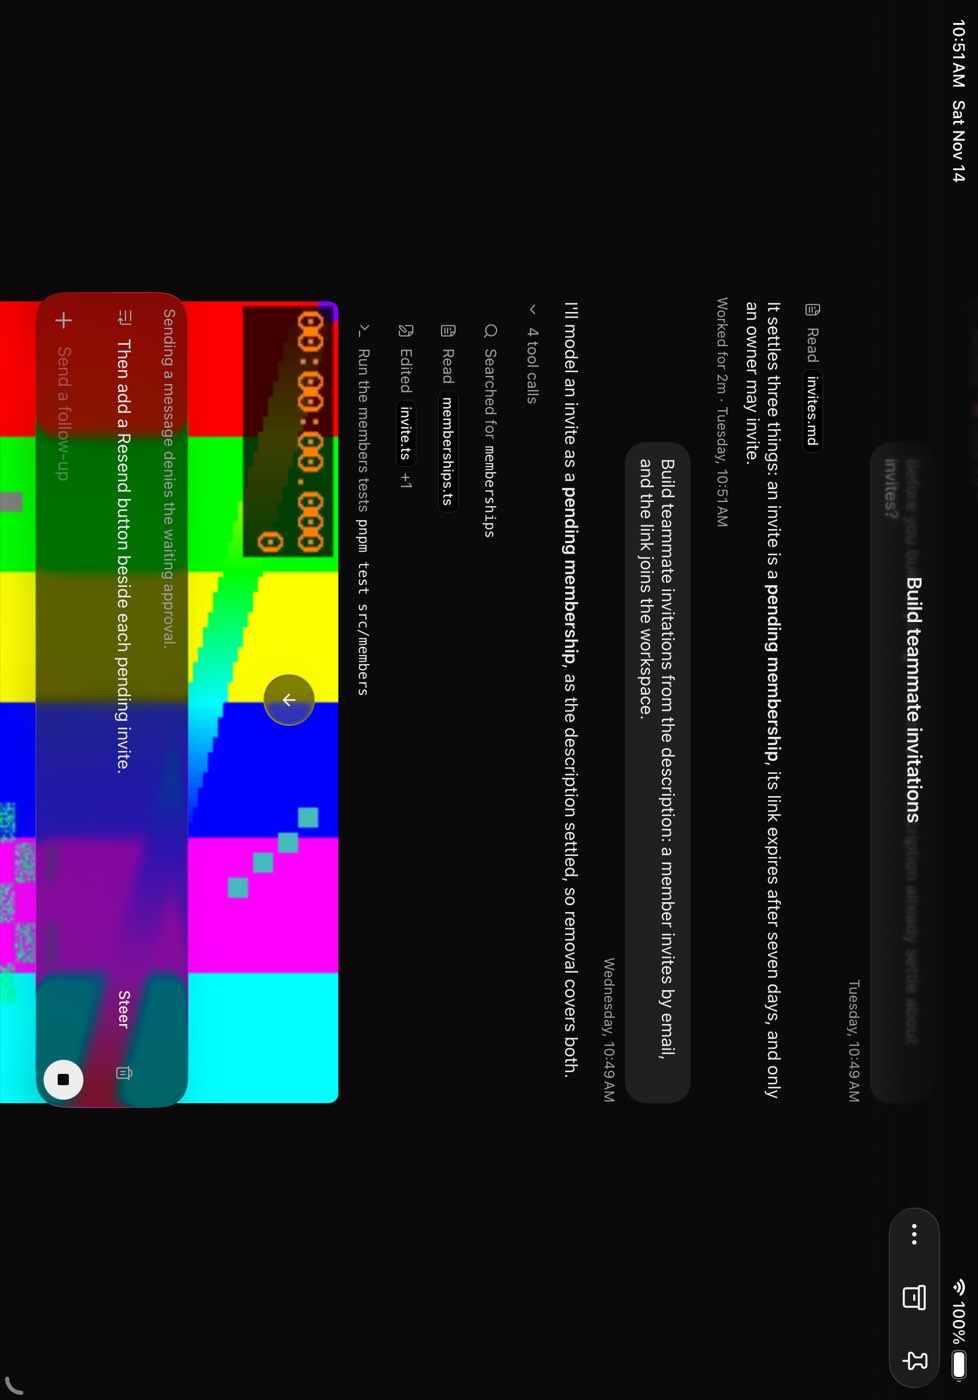 10:51 AM Sat Nov 14
100%
Build teammate invitations
invites?
Tuesday, 10:49 AM
Read invites.md
It settles three things: an invite is a pending membership, its link expires after seven days, and only
an owner may invite.
Worked for 2m · Tuesday, 10:51 AM
Build teammate invitations from the description: a member invites by email,
and the link joins the workspace.
Wednesday, 10:49 AM
I'll model an invite as a pending membership, as the description settled, so removal covers both.
4 tool calls
Searched for memberships
Read memberships.ts
Edited invite.ts +1
Run the members tests pnpm test src/members
00:00:00.000
0
Sending a message denies the waiting approval.
Then add a Resend button beside each pending invite.
Steer
Send a follow-up